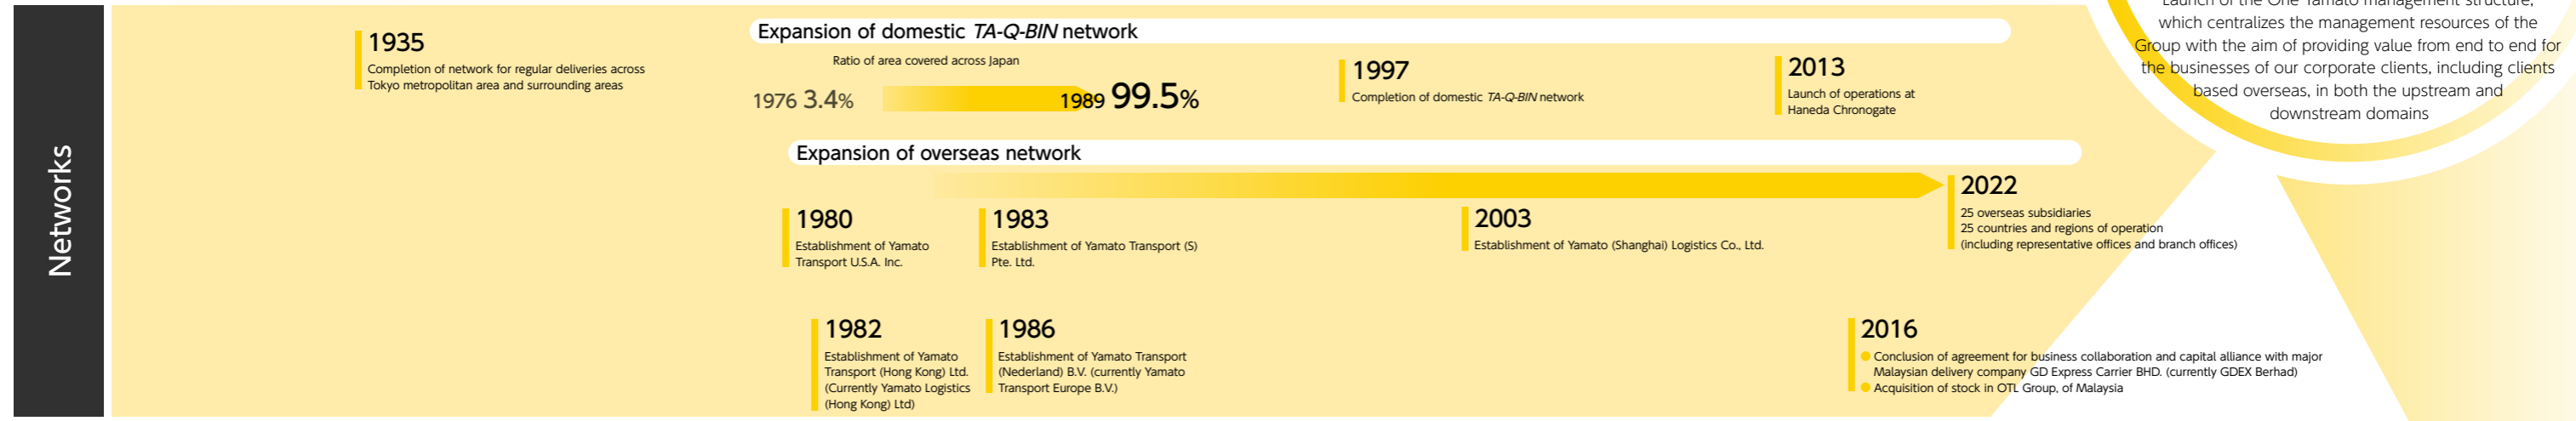 Networks
1935
Completion of network for regular deliveries across
Tokyo metropolitan area and surrounding areas
Expansion of domestic TA-Q-BIN network
Ratio of area covered across Japan
1976 3.4%
1989 99.5%
1997
Completion of domestic TA-Q-BIN network
2013
Launch of operations at
Haneda Chronogate
Launch of the One Yamato management structure,
which centralizes the management resources of the
Group with the aim of providing value from end to end for
the businesses of our corporate clients, including clients
based overseas, in both the upstream and
downstream domains
Expansion of overseas network
1980
Establishment of Yamato
Transport U.S.A. Inc.
1983
Establishment of Yamato Transport (S)
Pte. Ltd.
2003
Establishment of Yamato (Shanghai) Logistics Co., Ltd.
2022
25 overseas subsidiaries
25 countries and regions of operation
(including representative offices and branch offices)
1982
Establishment of Yamato
Transport (Hong Kong) Ltd.
(Currently Yamato Logistics
(Hong Kong) Ltd)
1986
Establishment of Yamato Transport
(Nederland) B.V. (currently Yamato
Transport Europe B.V.)
2016
Conclusion of agreement for business collaboration and capital alliance with major
Malaysian delivery company GD Express Carrier BHD. (currently GDEX Berhad)
Acquisition of stock in OTL Group, of Malaysia